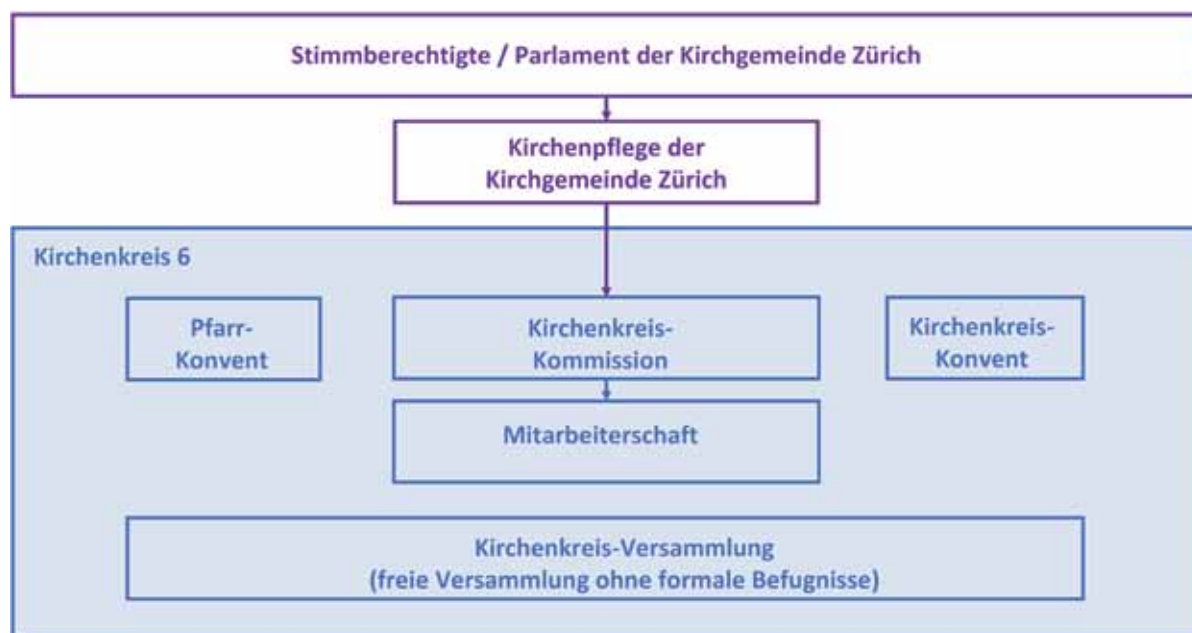 Stimmberechtigte / Parlament der Kirchgemeinde Zürich
Kirchenpflege der
Kirchgemeinde Zürich
Kirchenkreis 6
Pfarr-
Konvent
Kirchenkreis-
Kommission
Kirchenkreis-
Konvent
Mitarbeiterschaft
Kirchenkreis-Versammlung
(freie Versammlung ohne formale Befugnisse)